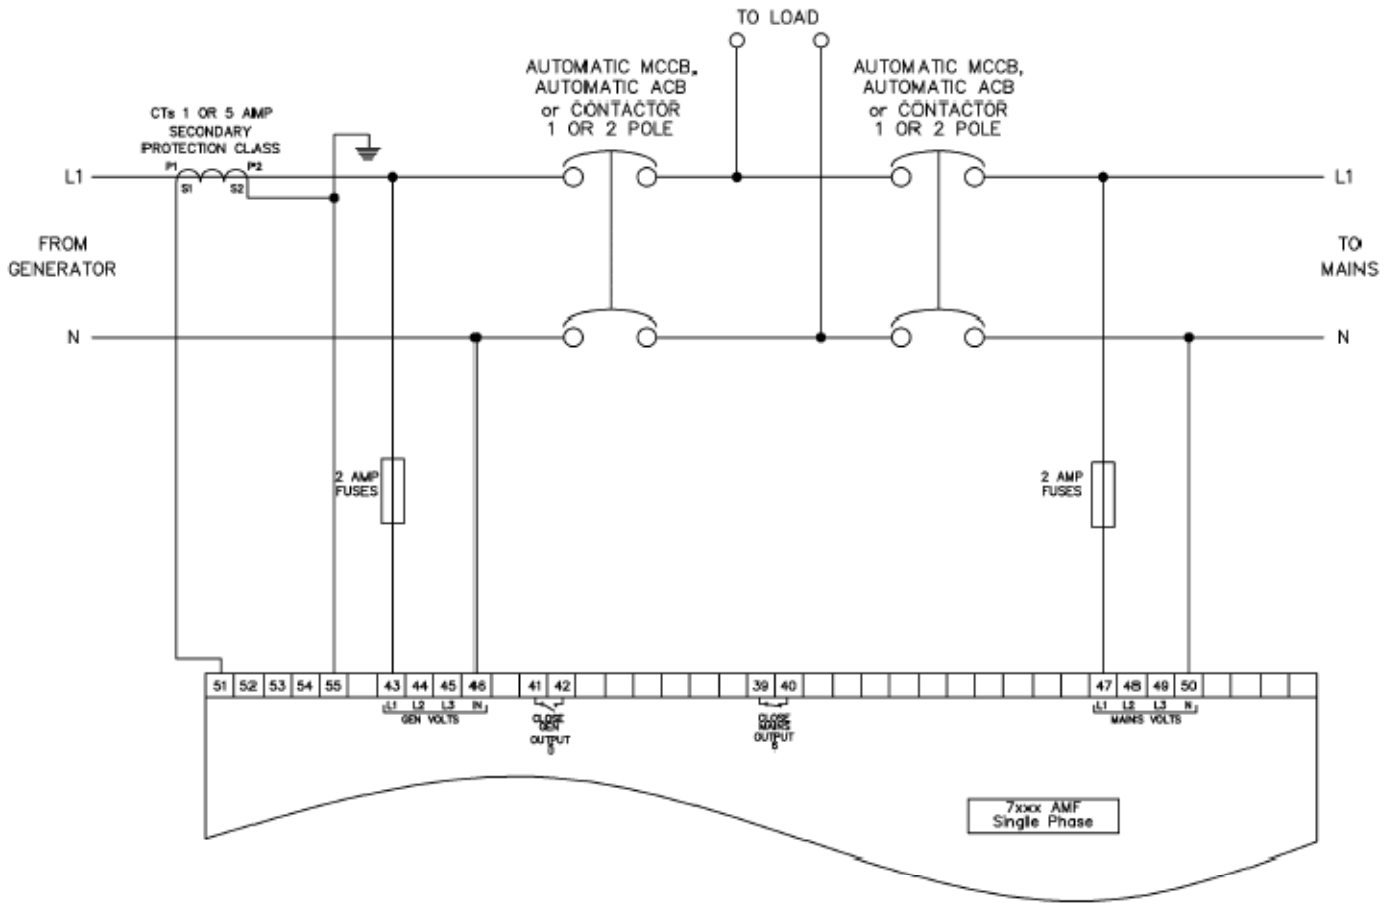 TO LOAD
AUTOMATIC MCCB,
AUTOMATIC ACB
or CONTACTOR
1 OR 2 POLE
AUTOMATIC MCCB,
AUTOMATIC ACB
or CONTACTOR
1 OR 2 POLE
CTs 1 OR 5 AMP
SECONDARY
PROTECTION CLASS
P1 P2
L1
S1 S2
L1
FROM
GENERATOR
TO
MAINS
N
N
2 AMP
FUSES
2 AMP
FUSES
51 52 53 54 55 43 44 45 46 41 42 39 40 47 48 49 50
L1 L2 L3 N
GEN VOLTS
CLOSE
GEN
OUTPUT
CLOSE
MAINS
OUTPUT
L1 L2 L3 N
MAINS VOLTS
7xxx AMF
Single Phase